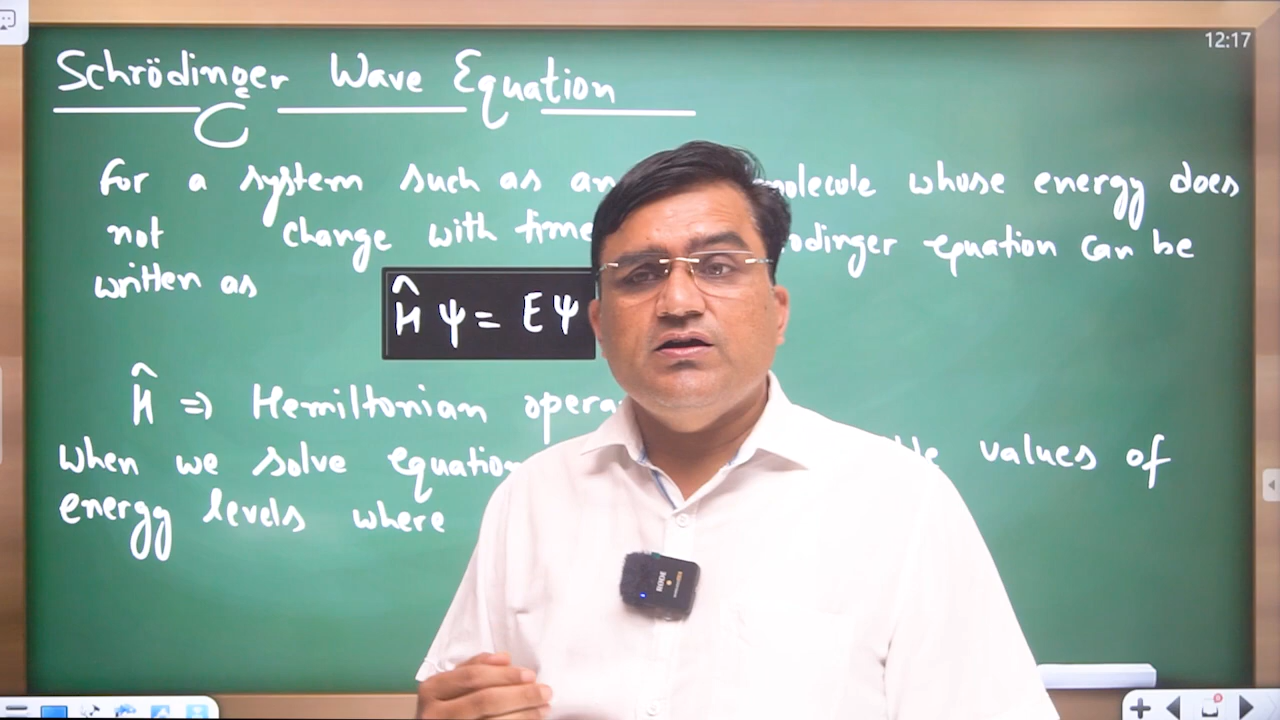 12:17
Schrödinger Wave Equation
for a system such as an molecule whose energy does
not change with time odinger equation can be
written as
Ĥ ψ = E ψ
Ĥ ⇒ Hemiltonian opera
When we solve equation values of
energy levels where
RODE